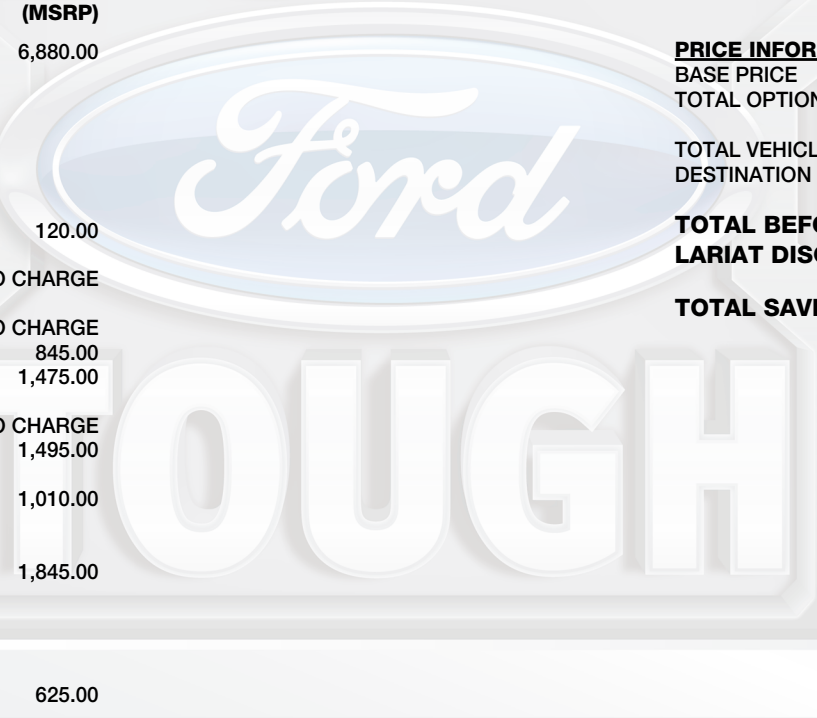 (MSRP)
6,880.00
120.00
O CHARGE
O CHARGE
845.00
1,475.00
O CHARGE
1,495.00
1,010.00
1,845.00
625.00
PRICE INFOR
BASE PRICE
TOTAL OPTION
TOTAL VEHICL
DESTINATION
TOTAL BEFO
LARIAT DISC
TOTAL SAVI
Ford
TOUGH